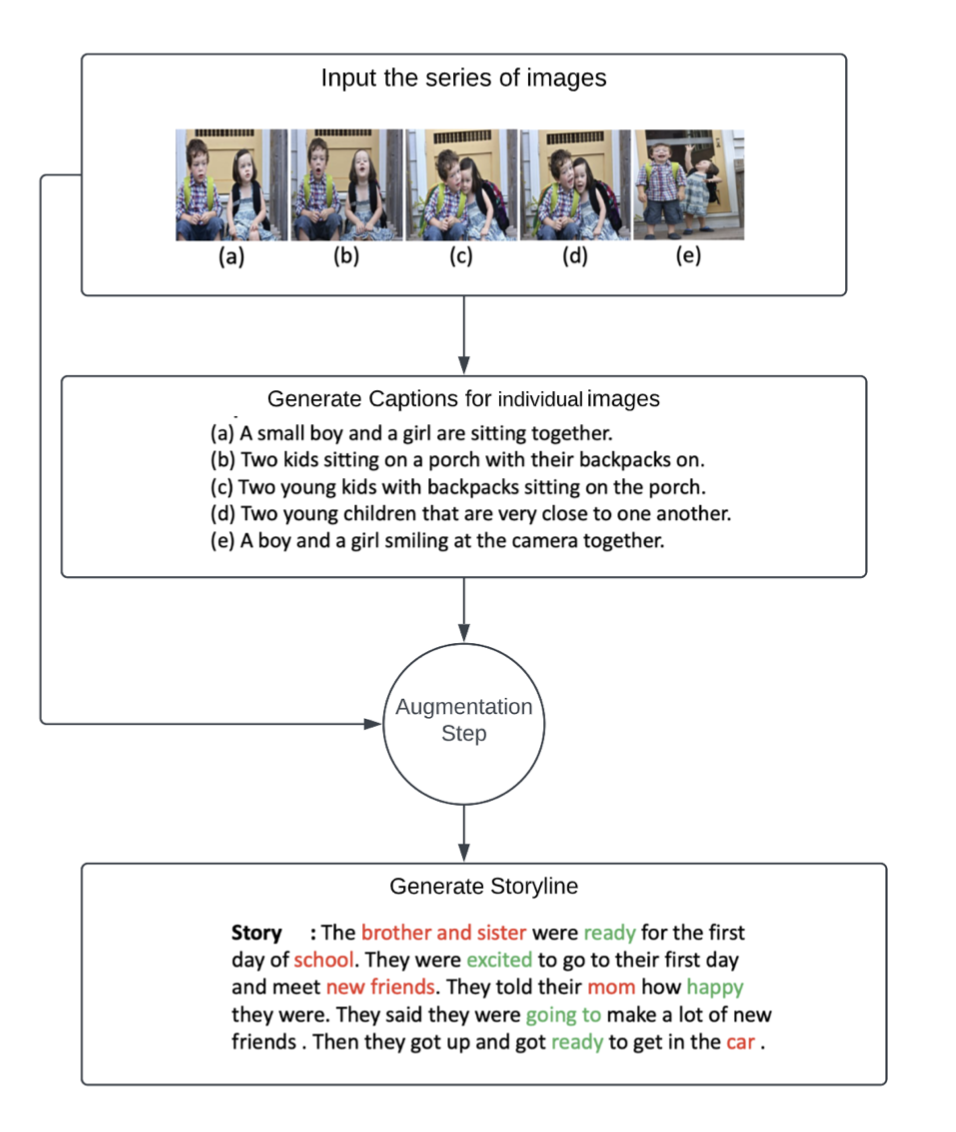 Input the series of images
(a) (b) (c) (d) (e)
Generate Captions for individual images
(a) A small boy and a girl are sitting together.
(b) Two kids sitting on a porch with their backpacks on.
(c) Two young kids with backpacks sitting on the porch.
(d) Two young children that are very close to one another.
(e) A boy and a girl smiling at the camera together.
Augmentation
Step
Generate Storyline
Story : The brother and sister were ready for the first
day of school. They were excited to go to their first day
and meet new friends. They told their mom how happy
they were. They said they were going to make a lot of new
friends . Then they got up and got ready to get in the car .